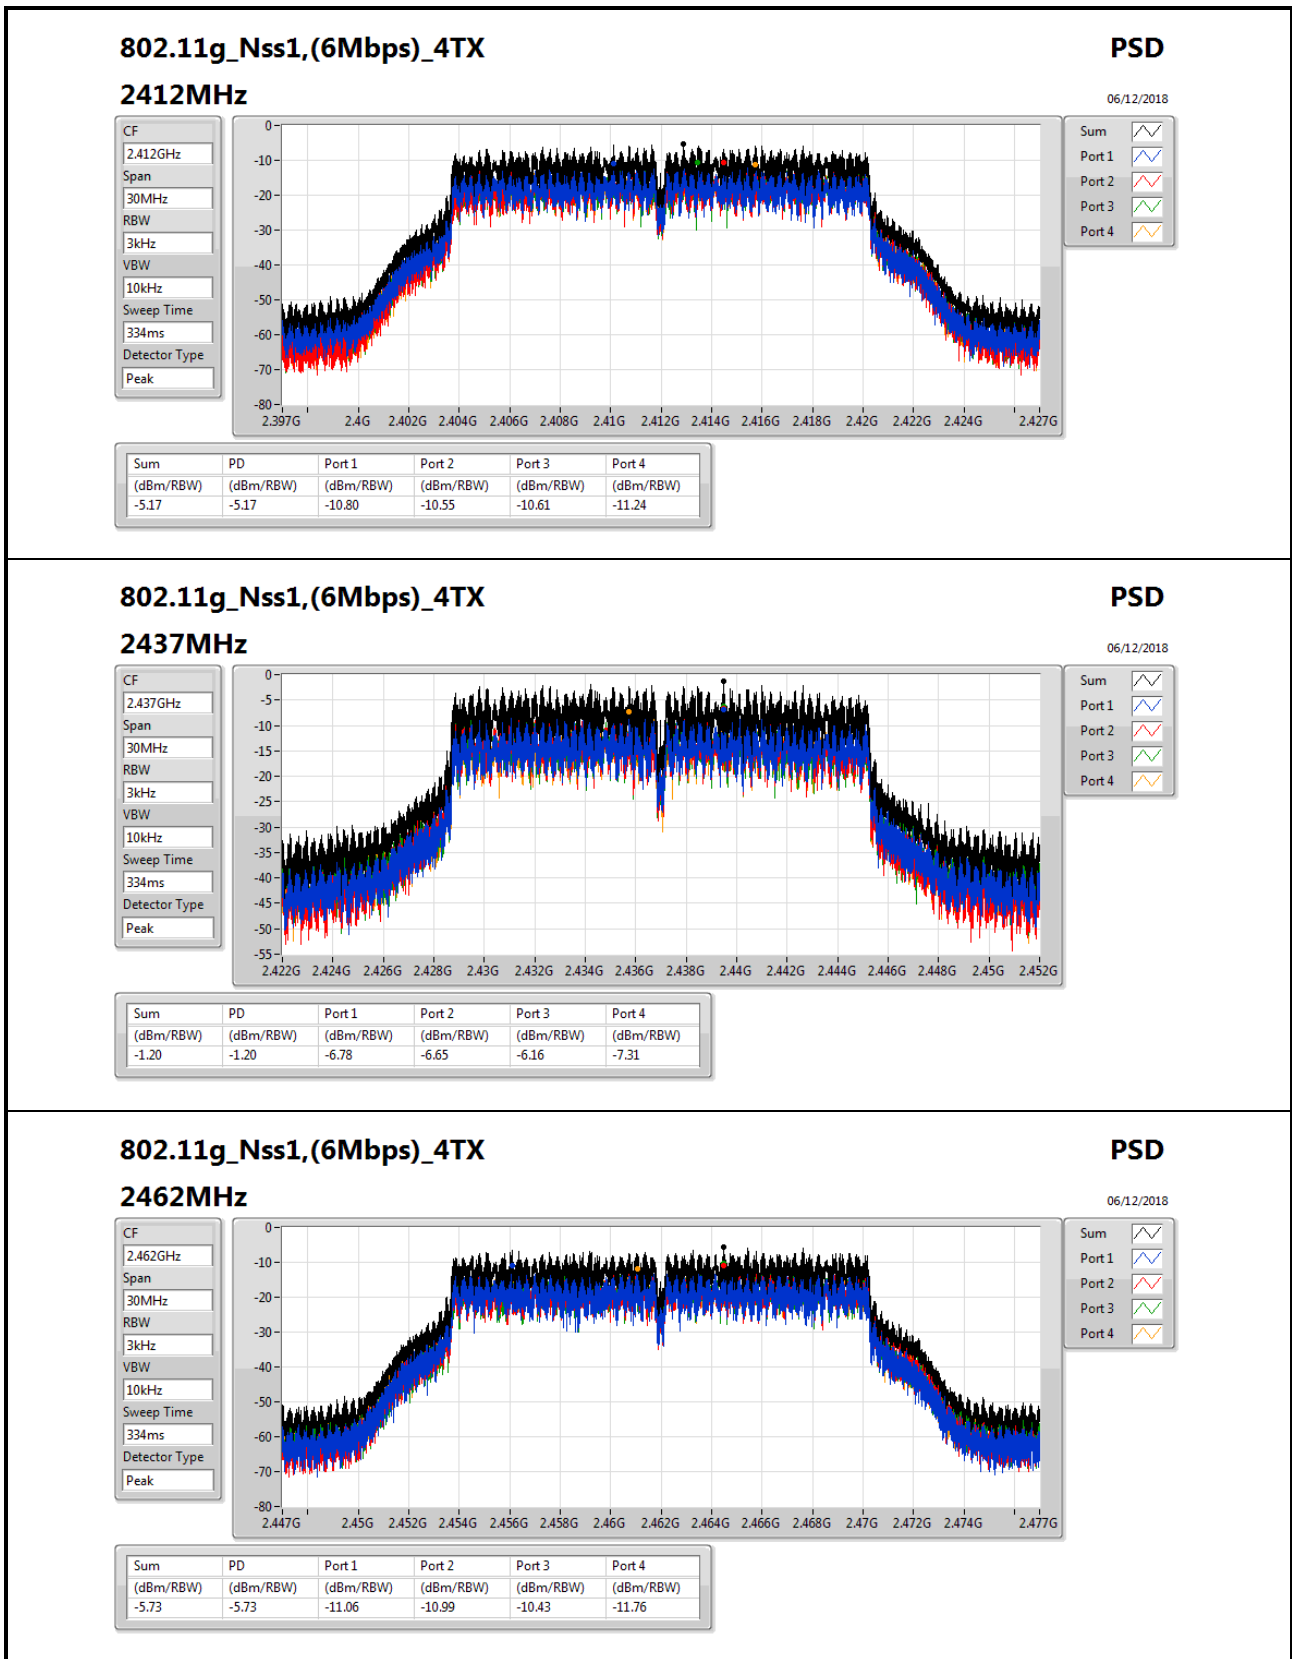 802.11g_Nss1,(6Mbps)_4TX PSD
2412MHz 06/12/2018
CF
2.412GHz
Span
30MHz
RBW
3kHz
VBW
10kHz
Sweep Time
334ms
Detector Type
Peak
0
-10
-20
-30
-40
-50
-60
-70
-80
2.397G 2.4G 2.402G 2.404G 2.406G 2.408G 2.41G 2.412G 2.414G 2.416G 2.418G 2.42G 2.422G 2.424G 2.427G
Sum
Port 1
Port 2
Port 3
Port 4
Sum PD Port 1 Port 2 Port 3 Port 4
(dBm/RBW) (dBm/RBW) (dBm/RBW) (dBm/RBW) (dBm/RBW) (dBm/RBW)
-5.17 -5.17 -10.80 -10.55 -10.61 -11.24
802.11g_Nss1,(6Mbps)_4TX PSD
2437MHz 06/12/2018
CF
2.437GHz
Span
30MHz
RBW
3kHz
VBW
10kHz
Sweep Time
334ms
Detector Type
Peak
0
-5
-10
-15
-20
-25
-30
-35
-40
-45
-50
-55
2.422G 2.424G 2.426G 2.428G 2.43G 2.432G 2.434G 2.436G 2.438G 2.44G 2.442G 2.444G 2.446G 2.448G 2.45G 2.452G
Sum
Port 1
Port 2
Port 3
Port 4
Sum PD Port 1 Port 2 Port 3 Port 4
(dBm/RBW) (dBm/RBW) (dBm/RBW) (dBm/RBW) (dBm/RBW) (dBm/RBW)
-1.20 -1.20 -6.78 -6.65 -6.16 -7.31
802.11g_Nss1,(6Mbps)_4TX PSD
2462MHz 06/12/2018
CF
2.462GHz
Span
30MHz
RBW
3kHz
VBW
10kHz
Sweep Time
334ms
Detector Type
Peak
0
-10
-20
-30
-40
-50
-60
-70
-80
2.447G 2.45G 2.452G 2.454G 2.456G 2.458G 2.46G 2.462G 2.464G 2.466G 2.468G 2.47G 2.472G 2.474G 2.477G
Sum
Port 1
Port 2
Port 3
Port 4
Sum PD Port 1 Port 2 Port 3 Port 4
(dBm/RBW) (dBm/RBW) (dBm/RBW) (dBm/RBW) (dBm/RBW) (dBm/RBW)
-5.73 -5.73 -11.06 -10.99 -10.43 -11.76